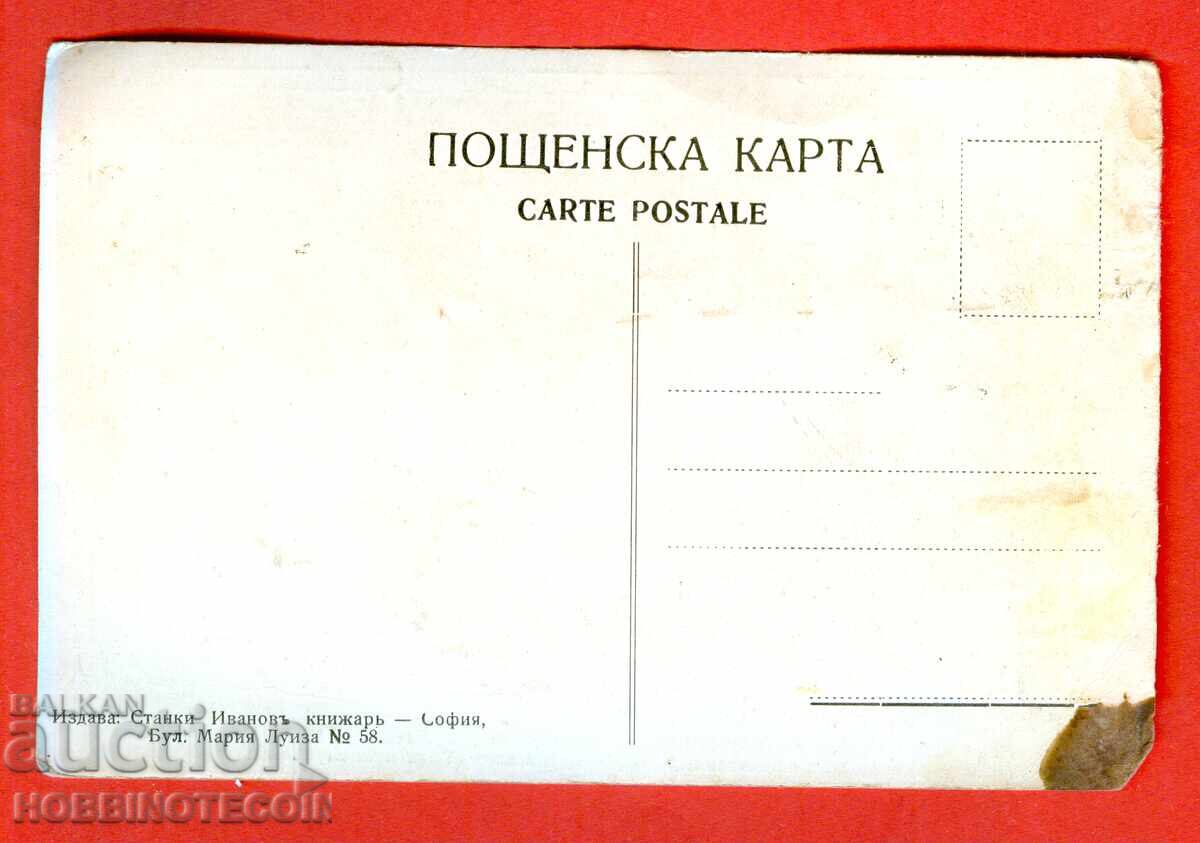 ПОЩЕНСКА КАРТА
CARTE POSTALE
Издава: Станки Ивановъ книжарь — София,
Бул. Мария Луиза № 58.
BALKAN
auction
HOBBINOTECOIN